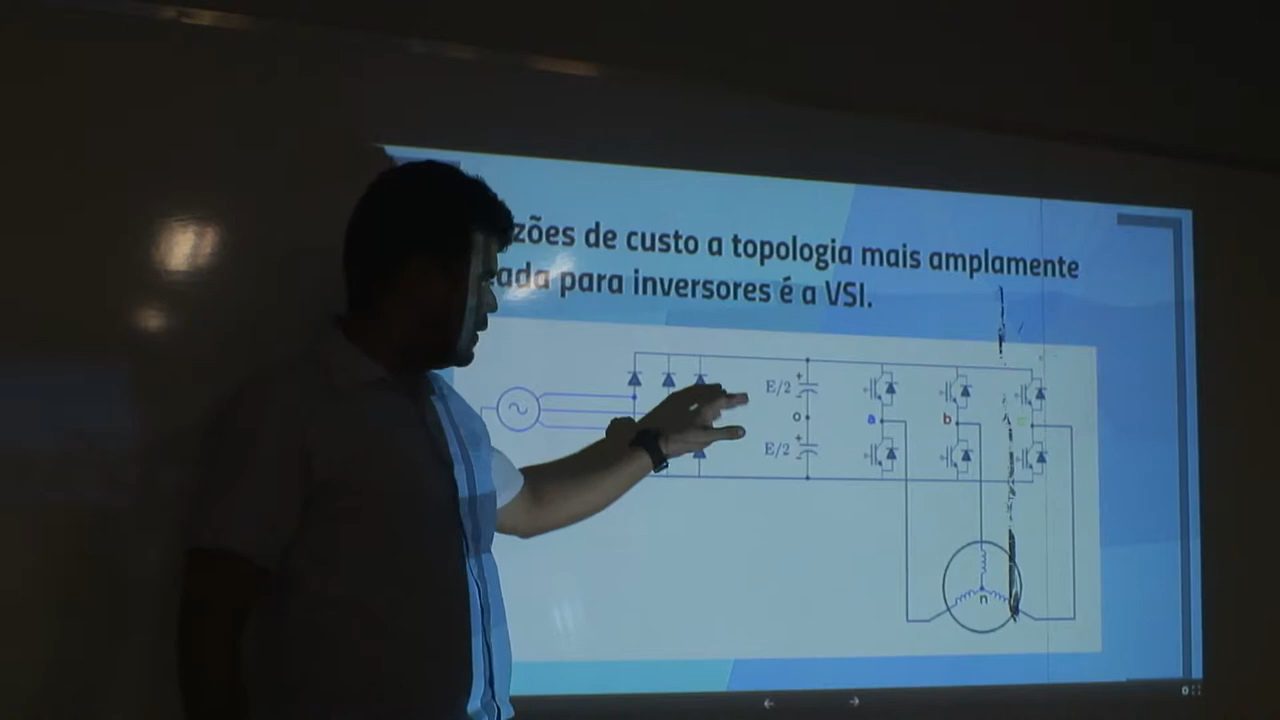 zões de custo a topologia mais amplamente
ada para inversores é a VSI.
E/2
+
-
o
E/2
+
-
a
b
c
n